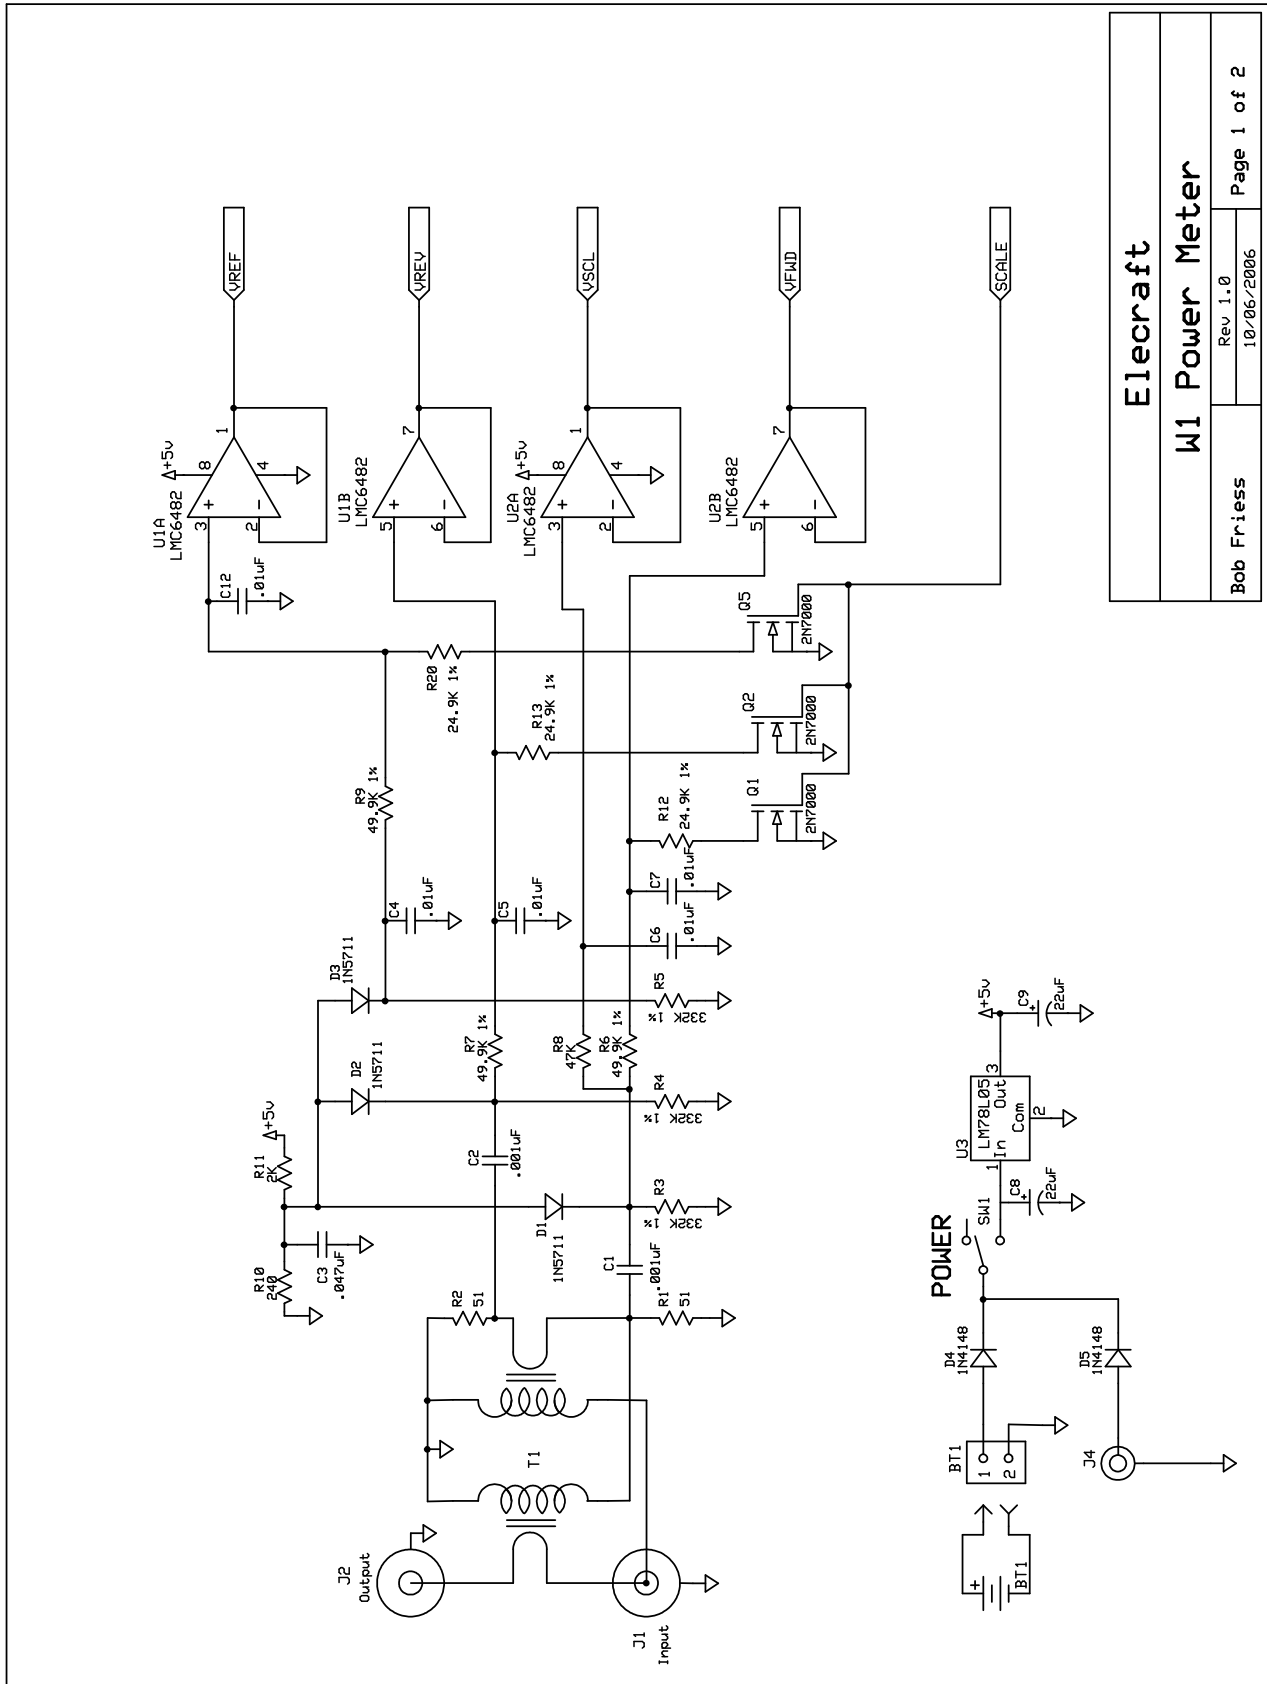 J2
Output
J1
Input
T1
R2
51
R1
51
R10
240
C3
.047uF
R11
2K
+5v
D1
1N5711
D2
1N5711
D3
1N5711
C1
.001uF
C2
.001uF
R3
332K 1%
R4
332K 1%
R5
332K 1%
R7
49.9K 1%
R8
47K
R6
49.9K 1%
C4
.01uF
C5
.01uF
C6
.01uF
C7
.01uF
R9
49.9K 1%
R20
24.9K 1%
R13
24.9K 1%
R12
24.9K 1%
Q1
2N7000
Q2
2N7000
Q5
2N7000
C12
.01uF
U1A
LMC6482
+5v
3
+
2
-
8
4
1
VREF
U1B
LMC6482
5
+
6
-
7
VREV
U2A
LMC6482
+5v
3
+
2
-
8
4
1
VSCL
U2B
LMC6482
5
+
6
-
7
VFWD
SCALE
BT1
+
BT1
1
2
J4
D4
1N4148
D5
1N4148
POWER
SW1
C8
+
22uF
U3
LM78L05
1
In
Out
3
Com
2
+5v
C9
+
22uF
Elecraft
W1 Power Meter
Bob Friess
Rev 1.0
10/06/2006
Page 1 of 2